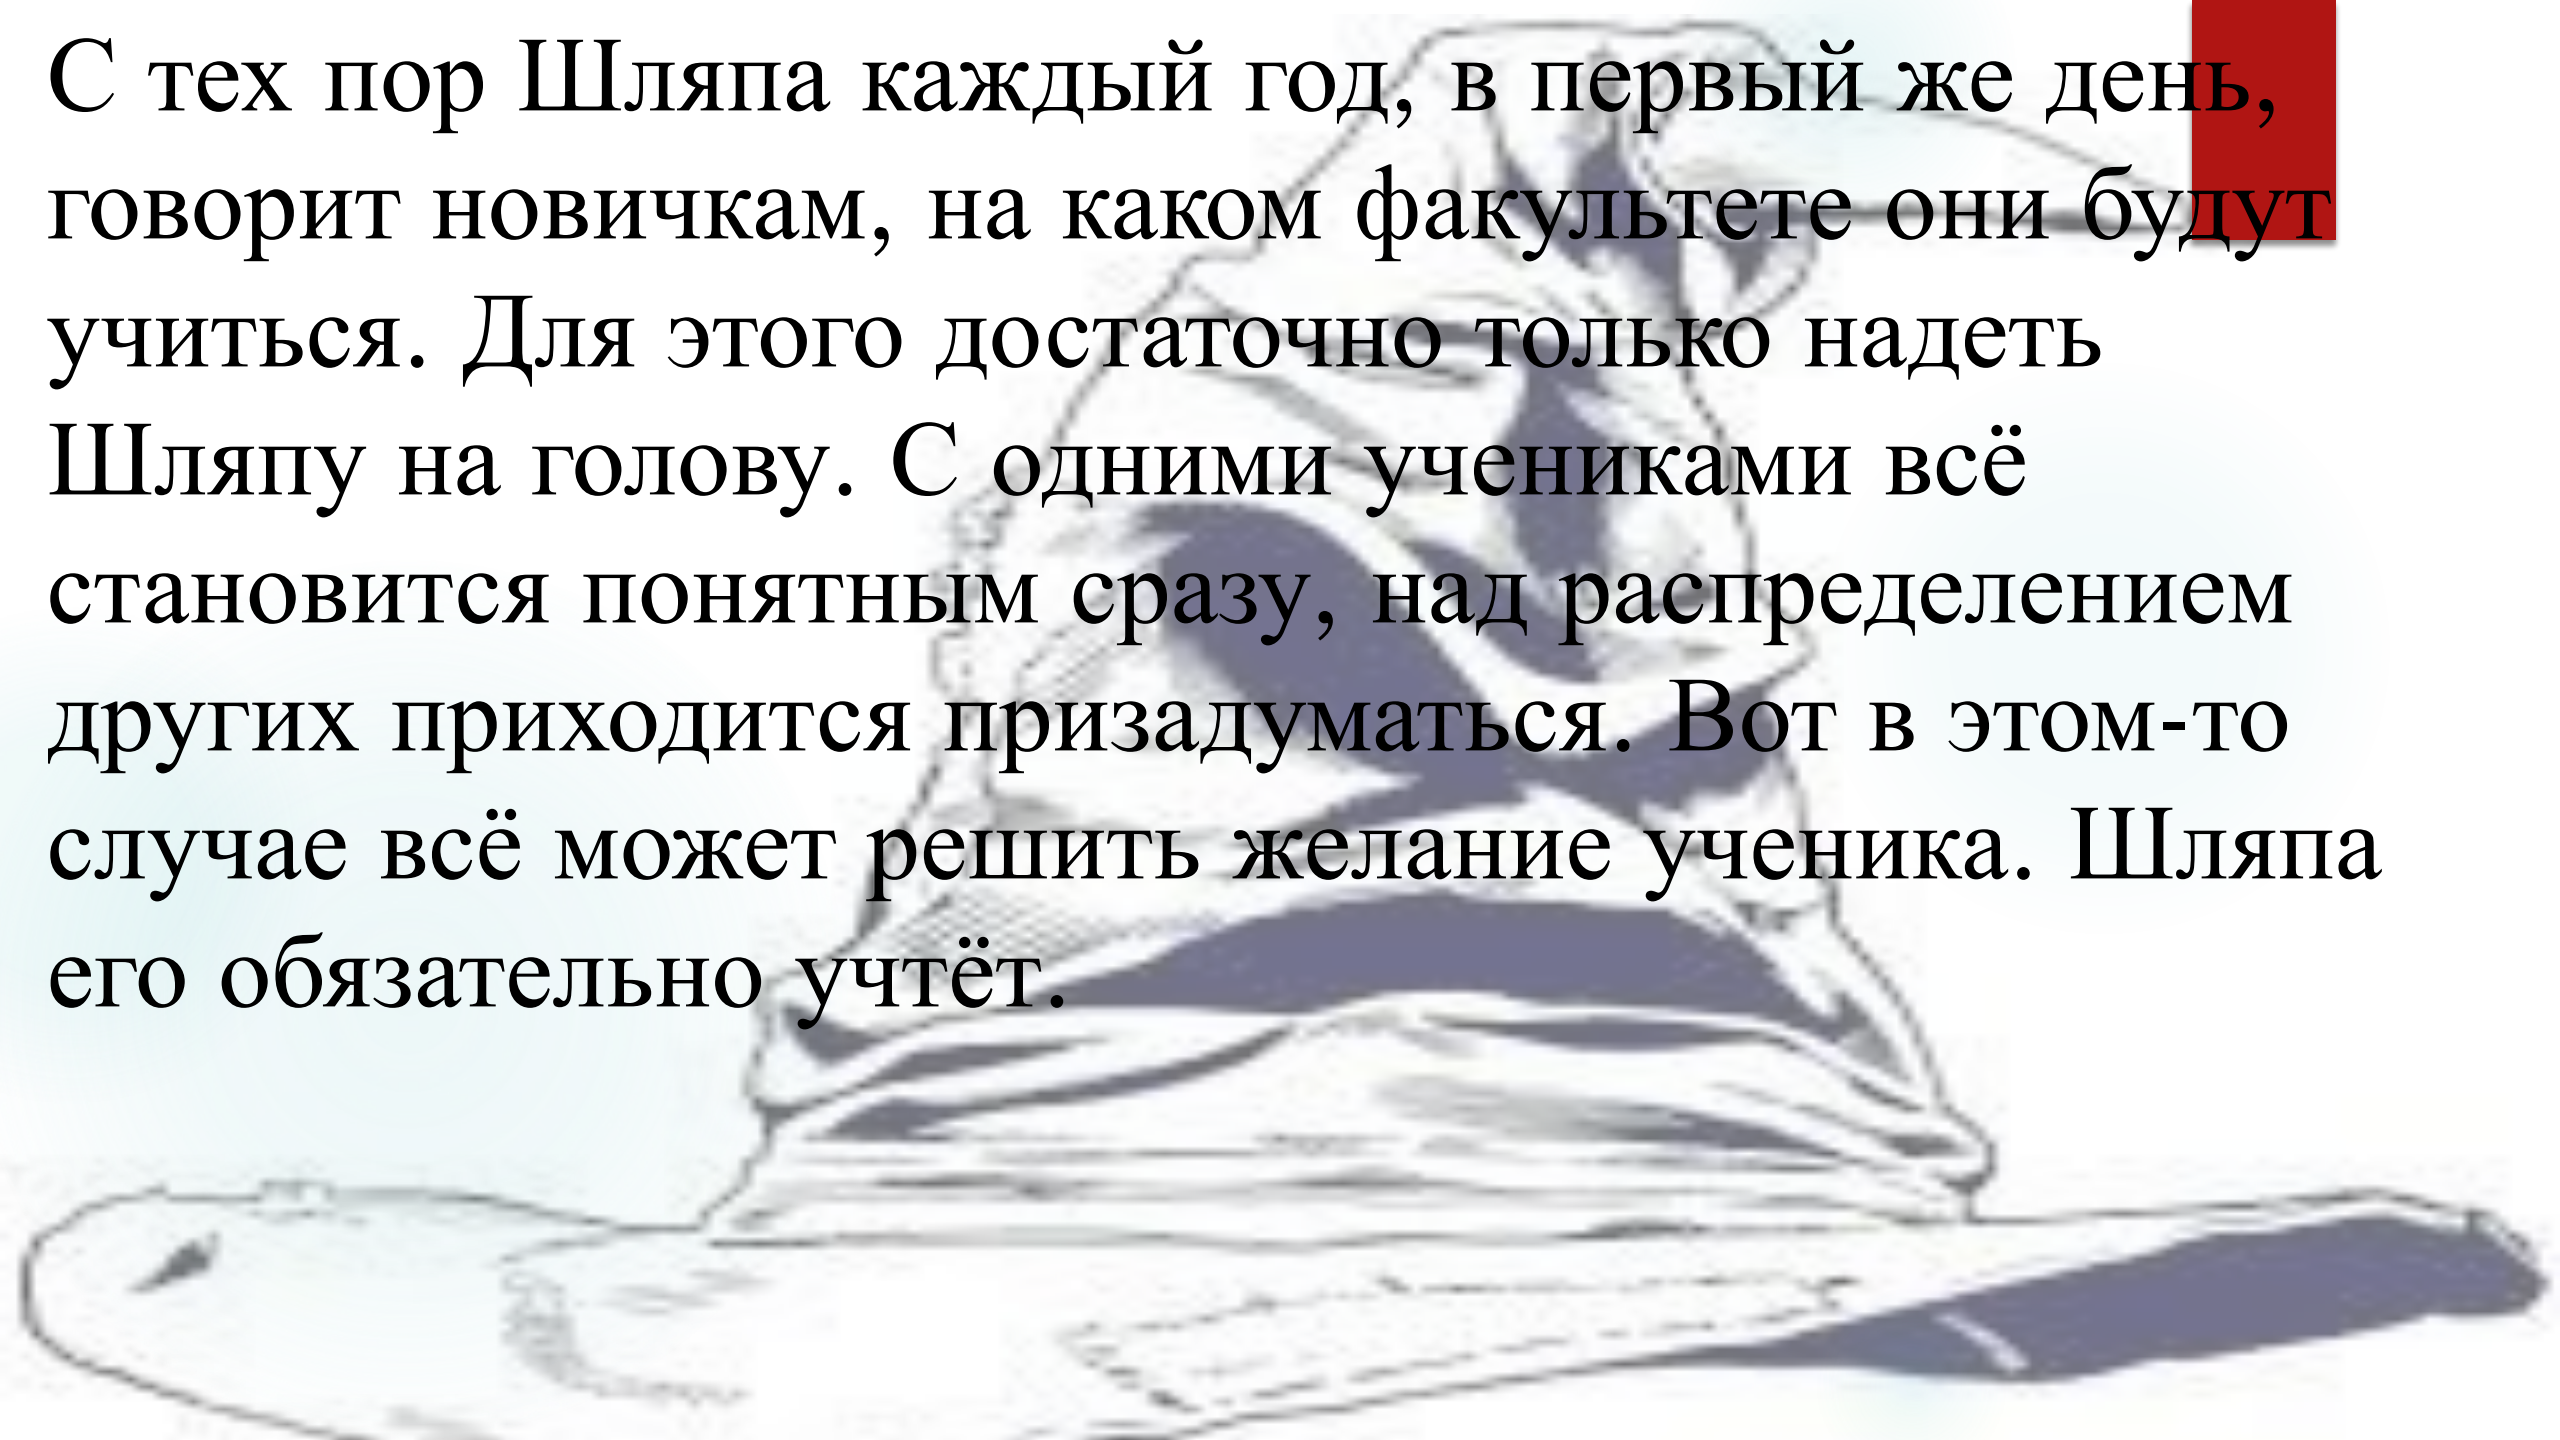 С тех пор Шляпа каждый год, в первый же день,
говорит новичкам, на каком факультете они будут
учиться. Для этого достаточно только надеть
Шляпу на голову. С одними учениками всё
становится понятным сразу, над распределением
других приходится призадуматься. Вот в этом-то
случае всё может решить желание ученика. Шляпа
его обязательно учтёт.